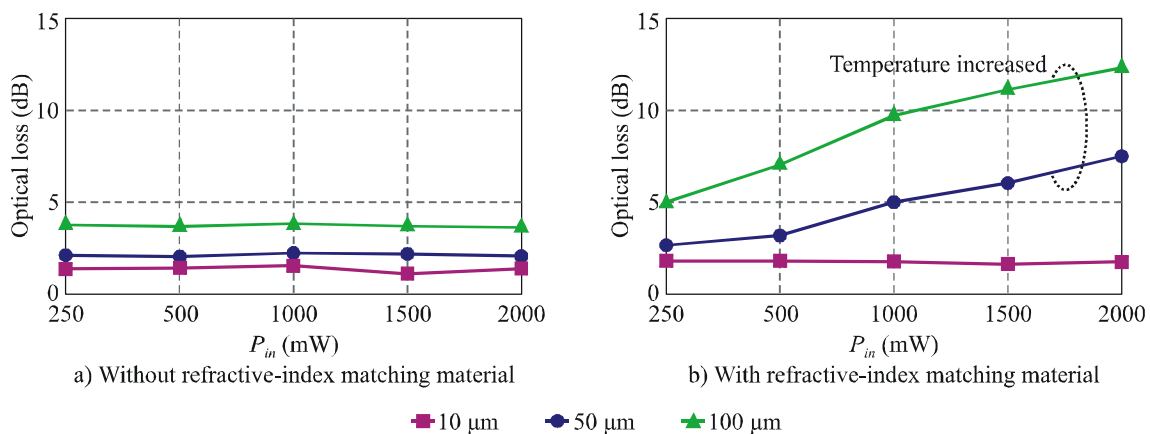 15
10
5
0
Optical loss (dB)
250 500 1000 1500 2000
P_in (mW)
a) Without refractive-index matching material
15
10
5
0
Optical loss (dB)
Temperature increased
250 500 1000 1500 2000
P_in (mW)
b) With refractive-index matching material
10 μm 50 μm 100 μm